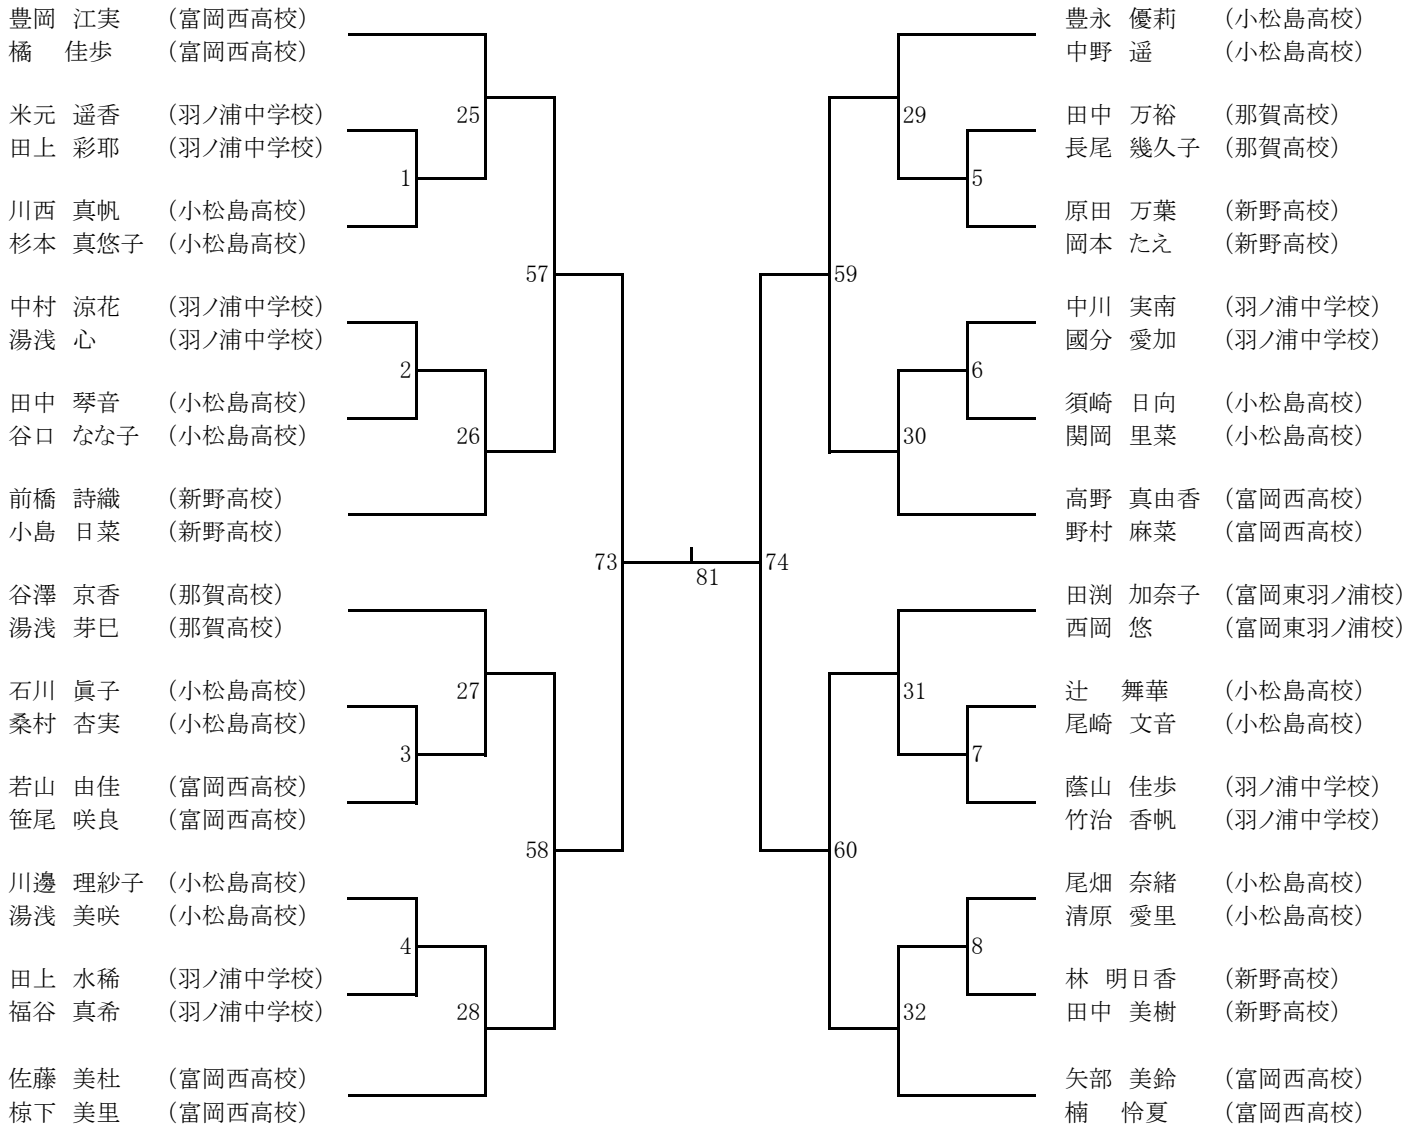 豊岡 江実 (富岡西高校)
橘 佳歩 (富岡西高校)
米元 遥香 (羽ノ浦中学校)
田上 彩耶 (羽ノ浦中学校)
川西 真帆 (小松島高校)
杉本 真悠子 (小松島高校)
中村 涼花 (羽ノ浦中学校)
湯浅 心 (羽ノ浦中学校)
田中 琴音 (小松島高校)
谷口 なな子 (小松島高校)
前橋 詩織 (新野高校)
小島 日菜 (新野高校)
谷澤 京香 (那賀高校)
湯浅 芽巳 (那賀高校)
石川 眞子 (小松島高校)
桑村 杏実 (小松島高校)
若山 由佳 (富岡西高校)
笹尾 咲良 (富岡西高校)
川邊 理紗子 (小松島高校)
湯浅 美咲 (小松島高校)
田上 水稀 (羽ノ浦中学校)
福谷 真希 (羽ノ浦中学校)
佐藤 美杜 (富岡西高校)
椋下 美里 (富岡西高校)
25
1
57
2
26
73
27
3
58
4
28
81
29
5
59
6
30
74
31
7
60
8
32
豊永 優莉 (小松島高校)
中野 遥 (小松島高校)
田中 万裕 (那賀高校)
長尾 幾久子 (那賀高校)
原田 万葉 (新野高校)
岡本 たえ (新野高校)
中川 実南 (羽ノ浦中学校)
國分 愛加 (羽ノ浦中学校)
須崎 日向 (小松島高校)
関岡 里菜 (小松島高校)
高野 真由香 (富岡西高校)
野村 麻菜 (富岡西高校)
田渕 加奈子 (富岡東羽ノ浦校)
西岡 悠 (富岡東羽ノ浦校)
辻 舞華 (小松島高校)
尾崎 文音 (小松島高校)
蔭山 佳歩 (羽ノ浦中学校)
竹治 香帆 (羽ノ浦中学校)
尾畑 奈緒 (小松島高校)
清原 愛里 (小松島高校)
林 明日香 (新野高校)
田中 美樹 (新野高校)
矢部 美鈴 (富岡西高校)
楠 怜夏 (富岡西高校)